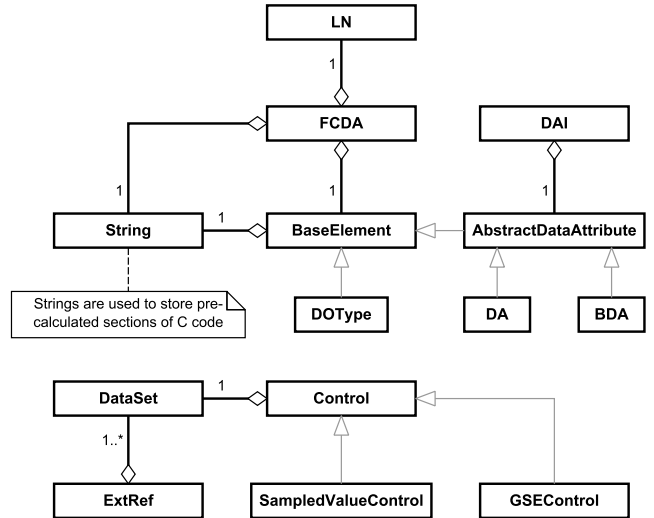 LN
1
FCDA
DAI
1
1
1
String
1
BaseElement
AbstractDataAttribute
Strings are used to store pre-
calculated sections of C code
DOType
DA
BDA
DataSet
1
Control
1..*
ExtRef
SampledValueControl
GSEControl